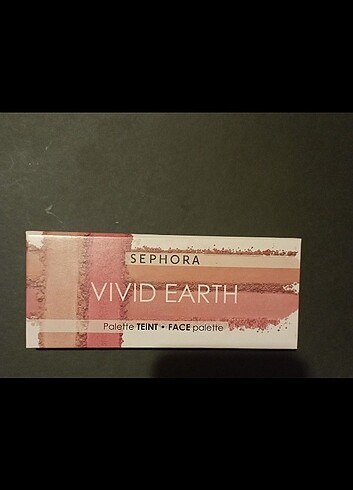 SEPHORA
VIVID EARTH
Palette TEINT • FACE palette